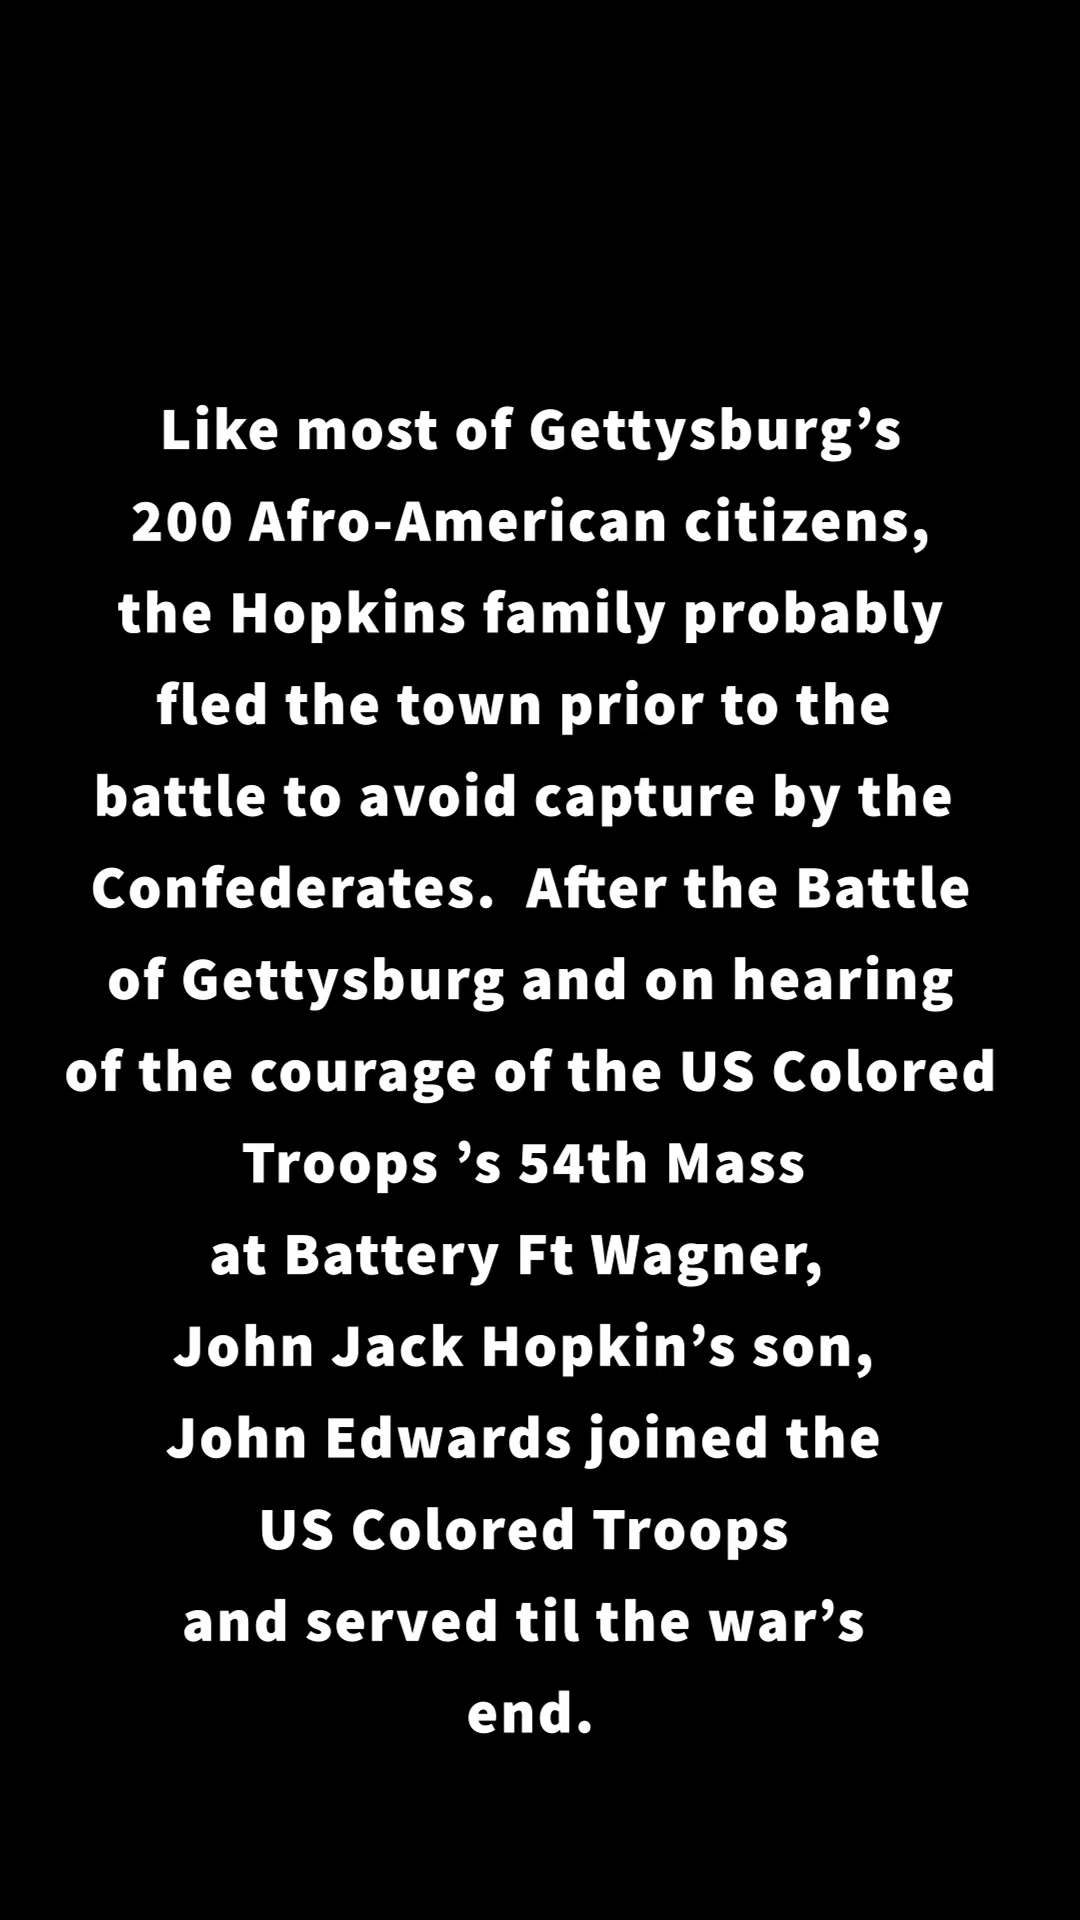 Like most of Gettysburg’s
200 Afro-American citizens,
the Hopkins family probably
fled the town prior to the
battle to avoid capture by the
Confederates.  After the Battle
of Gettysburg and on hearing
of the courage of the US Colored
Troops ’s 54th Mass
at Battery Ft Wagner,
John Jack Hopkin’s son,
John Edwards joined the
US Colored Troops
and served til the war’s
end.